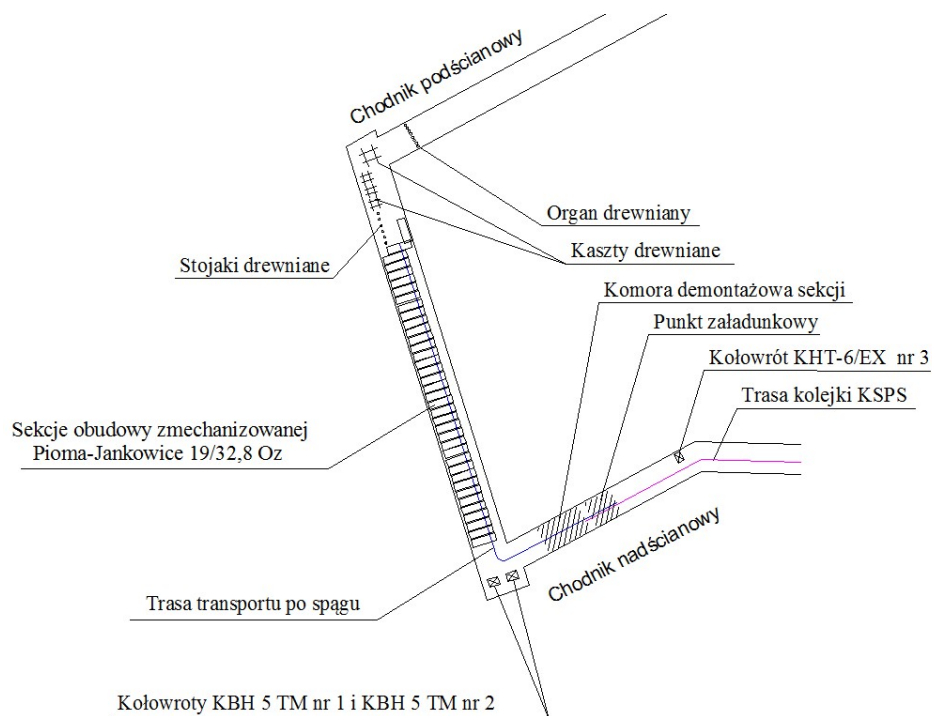 Chodnik podścianowy
Organ drewniany
Kaszty drewniane
Stojaki drewniane
Komora demontażowa sekcji
Punkt załadunkowy
Kołowrót KHT-6/EX nr 3
Trasa kolejki KSPS
Sekcje obudowy zmechanizowanej
Pioma-Jankowice 19/32,8 Oz
Chodnik nadścianowy
Trasa transportu po spągu
Kołowroty KBH 5 TM nr 1 i KBH 5 TM nr 2